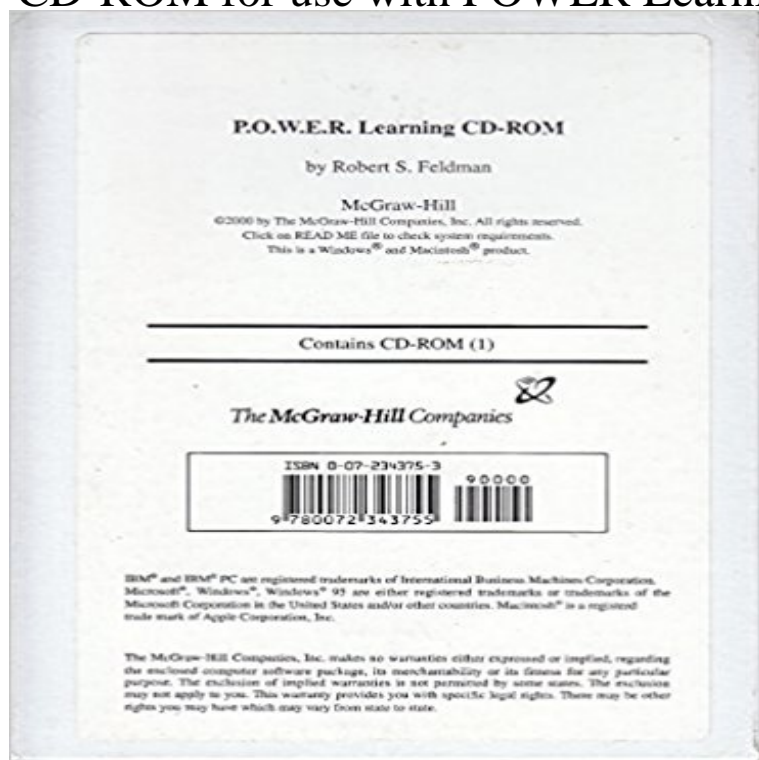 CD-ROM for use with POWER Learni
P.O.W.E.R. Learning CD-ROM
by Robert S. Feldman
McGraw-Hill
©2000 by The McGraw-Hill Companies, Inc. All rights reserved.
Click on READ ME file to check system requirements.
This is a Windows® and Macintosh® product.
Contains CD-ROM (1)
The McGraw-Hill Companies
ISBN 0-07-234375-3
90000
9 780072 343755
IBM® and IBM® PC are registered trademarks of International Business Machines Corporation.
Microsoft®, Windows®, Windows® 95 are either registered trademarks or trademarks of the
Microsoft Corporation in the United States and/or other countries. Macintosh® is a registered
trade mark of Apple Corporation, Inc.
The McGraw-Hill Companies, Inc. makes no warranties either expressed or implied, regarding
the enclosed computer software package, its merchantability or its fitness for any particular
purpose. The exclusion of implied warranties is not permitted by some states. The exclusion
may not apply to you. This warranty provides you with specific legal rights. There may be other
rights you may have which may vary from state to state.